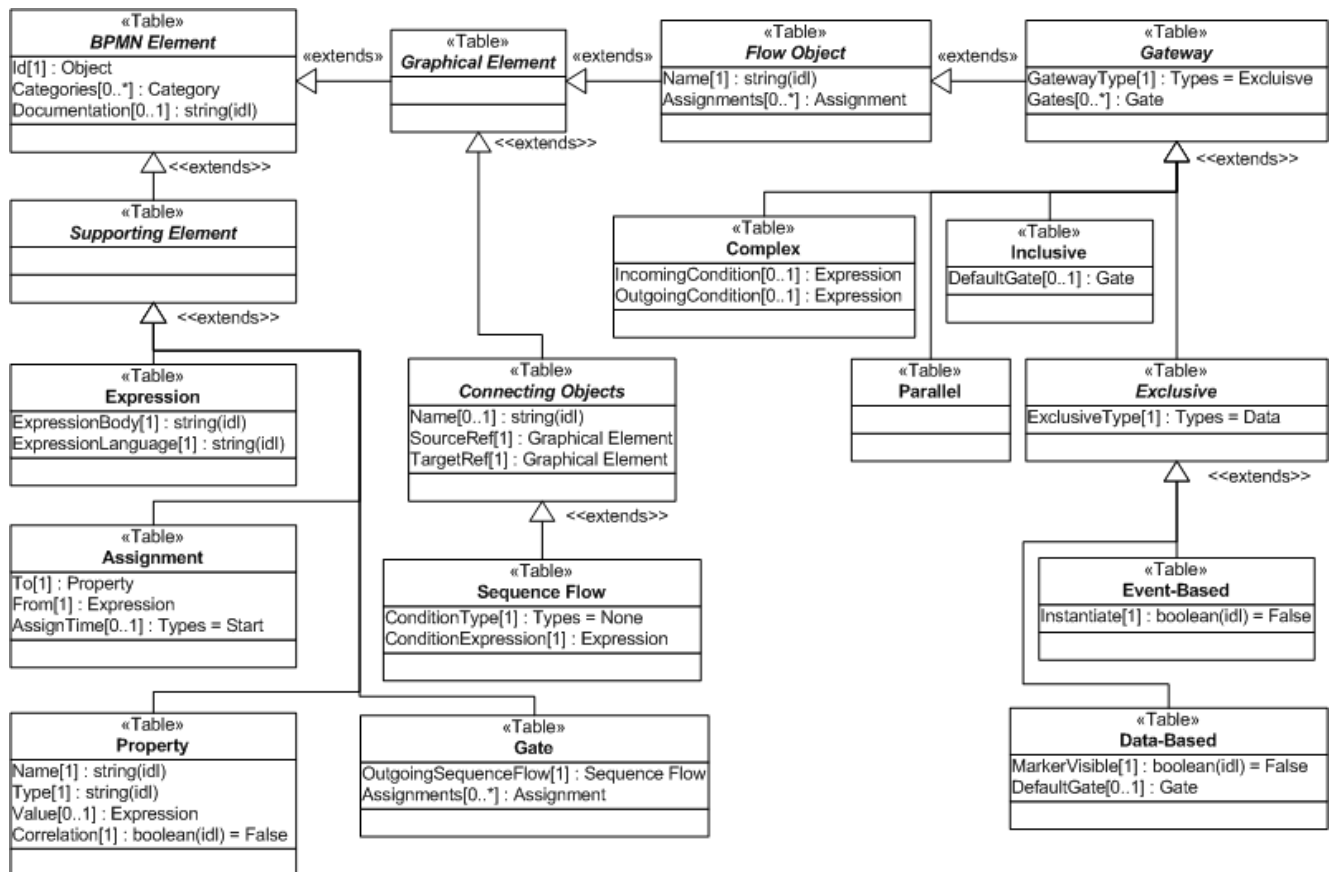 «Table»
BPMN Element
Id[1] : Object
Categories[0..*] : Category
Documentation[0..1] : string(idl)
«extends»
«Table»
Graphical Element
«extends»
«Table»
Flow Object
Name[1] : string(idl)
Assignments[0..*] : Assignment
«extends»
«Table»
Gateway
GatewayType[1] : Types = Excluisve
Gates[0..*] : Gate
<<extends>>
<<extends>>
<<extends>>
«Table»
Supporting Element
<<extends>>
«Table»
Complex
IncomingCondition[0..1] : Expression
OutgoingCondition[0..1] : Expression
«Table»
Inclusive
DefaultGate[0..1] : Gate
«Table»
Expression
ExpressionBody[1] : string(idl)
ExpressionLanguage[1] : string(idl)
«Table»
Connecting Objects
Name[0..1] : string(idl)
SourceRef[1] : Graphical Element
TargetRef[1] : Graphical Element
<<extends>>
«Table»
Parallel
«Table»
Exclusive
ExclusiveType[1] : Types = Data
<<extends>>
«Table»
Assignment
To[1] : Property
From[1] : Expression
AssignTime[0..1] : Types = Start
«Table»
Sequence Flow
ConditionType[1] : Types = None
ConditionExpression[1] : Expression
«Table»
Event-Based
Instantiate[1] : boolean(idl) = False
«Table»
Property
Name[1] : string(idl)
Type[1] : string(idl)
Value[0..1] : Expression
Correlation[1] : boolean(idl) = False
«Table»
Gate
OutgoingSequenceFlow[1] : Sequence Flow
Assignments[0..*] : Assignment
«Table»
Data-Based
MarkerVisible[1] : boolean(idl) = False
DefaultGate[0..1] : Gate